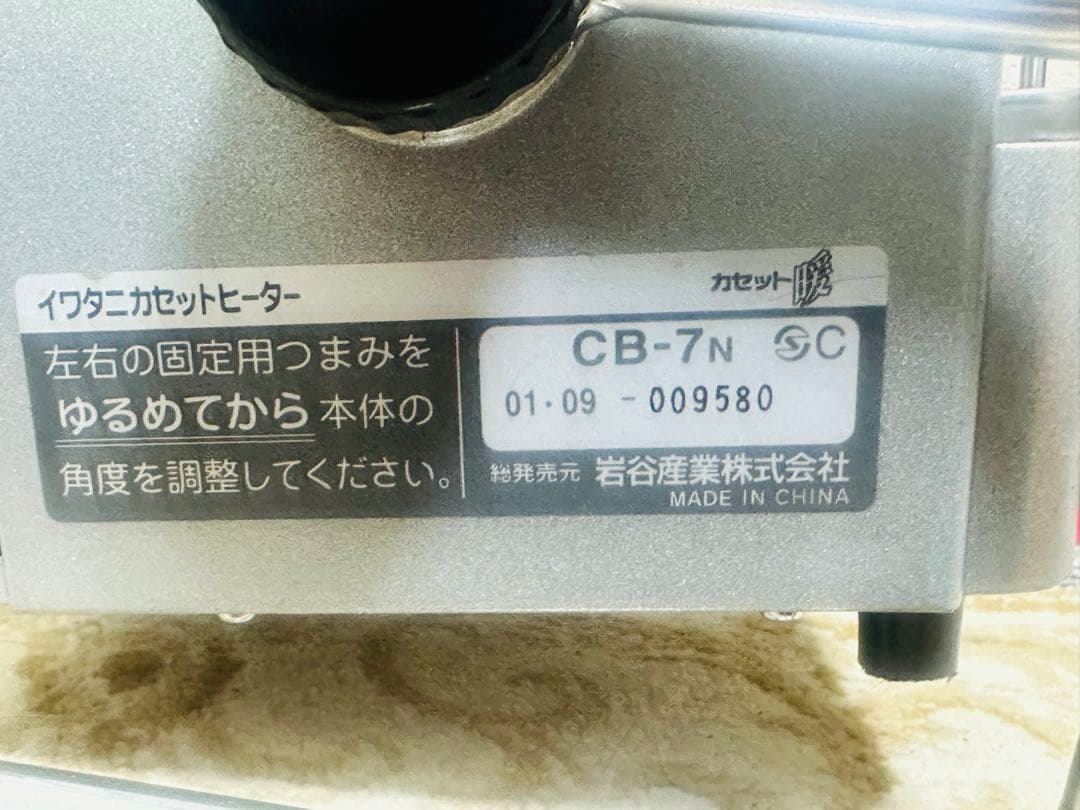 イワタニカセットヒーター
カセット暖
左右の固定用つまみを
ゆるめてから本体の
角度を調整してください。
CB-7N SC
01・09 - 009580
総発売元 岩谷産業株式会社
MADE IN CHINA